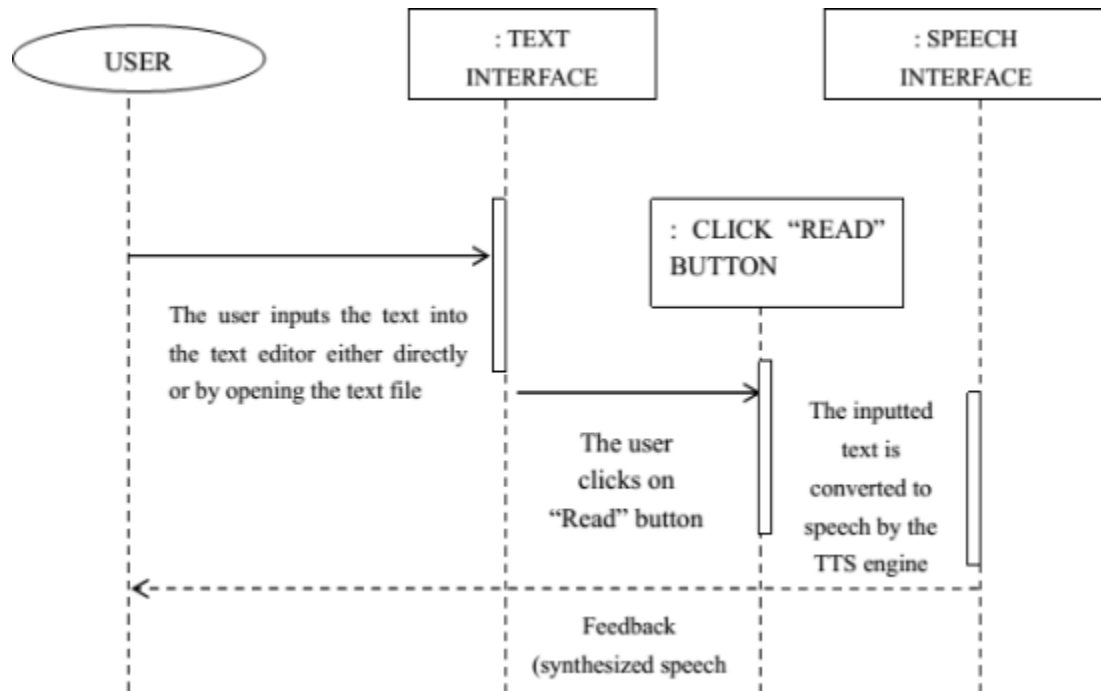 USER
: TEXT
INTERFACE
: SPEECH
INTERFACE
: CLICK “READ”
BUTTON
The user inputs the text into
the text editor either directly
or by opening the text file
The user
clicks on
“Read” button
The inputted
text is
converted to
speech by the
TTS engine
Feedback
(synthesized speech